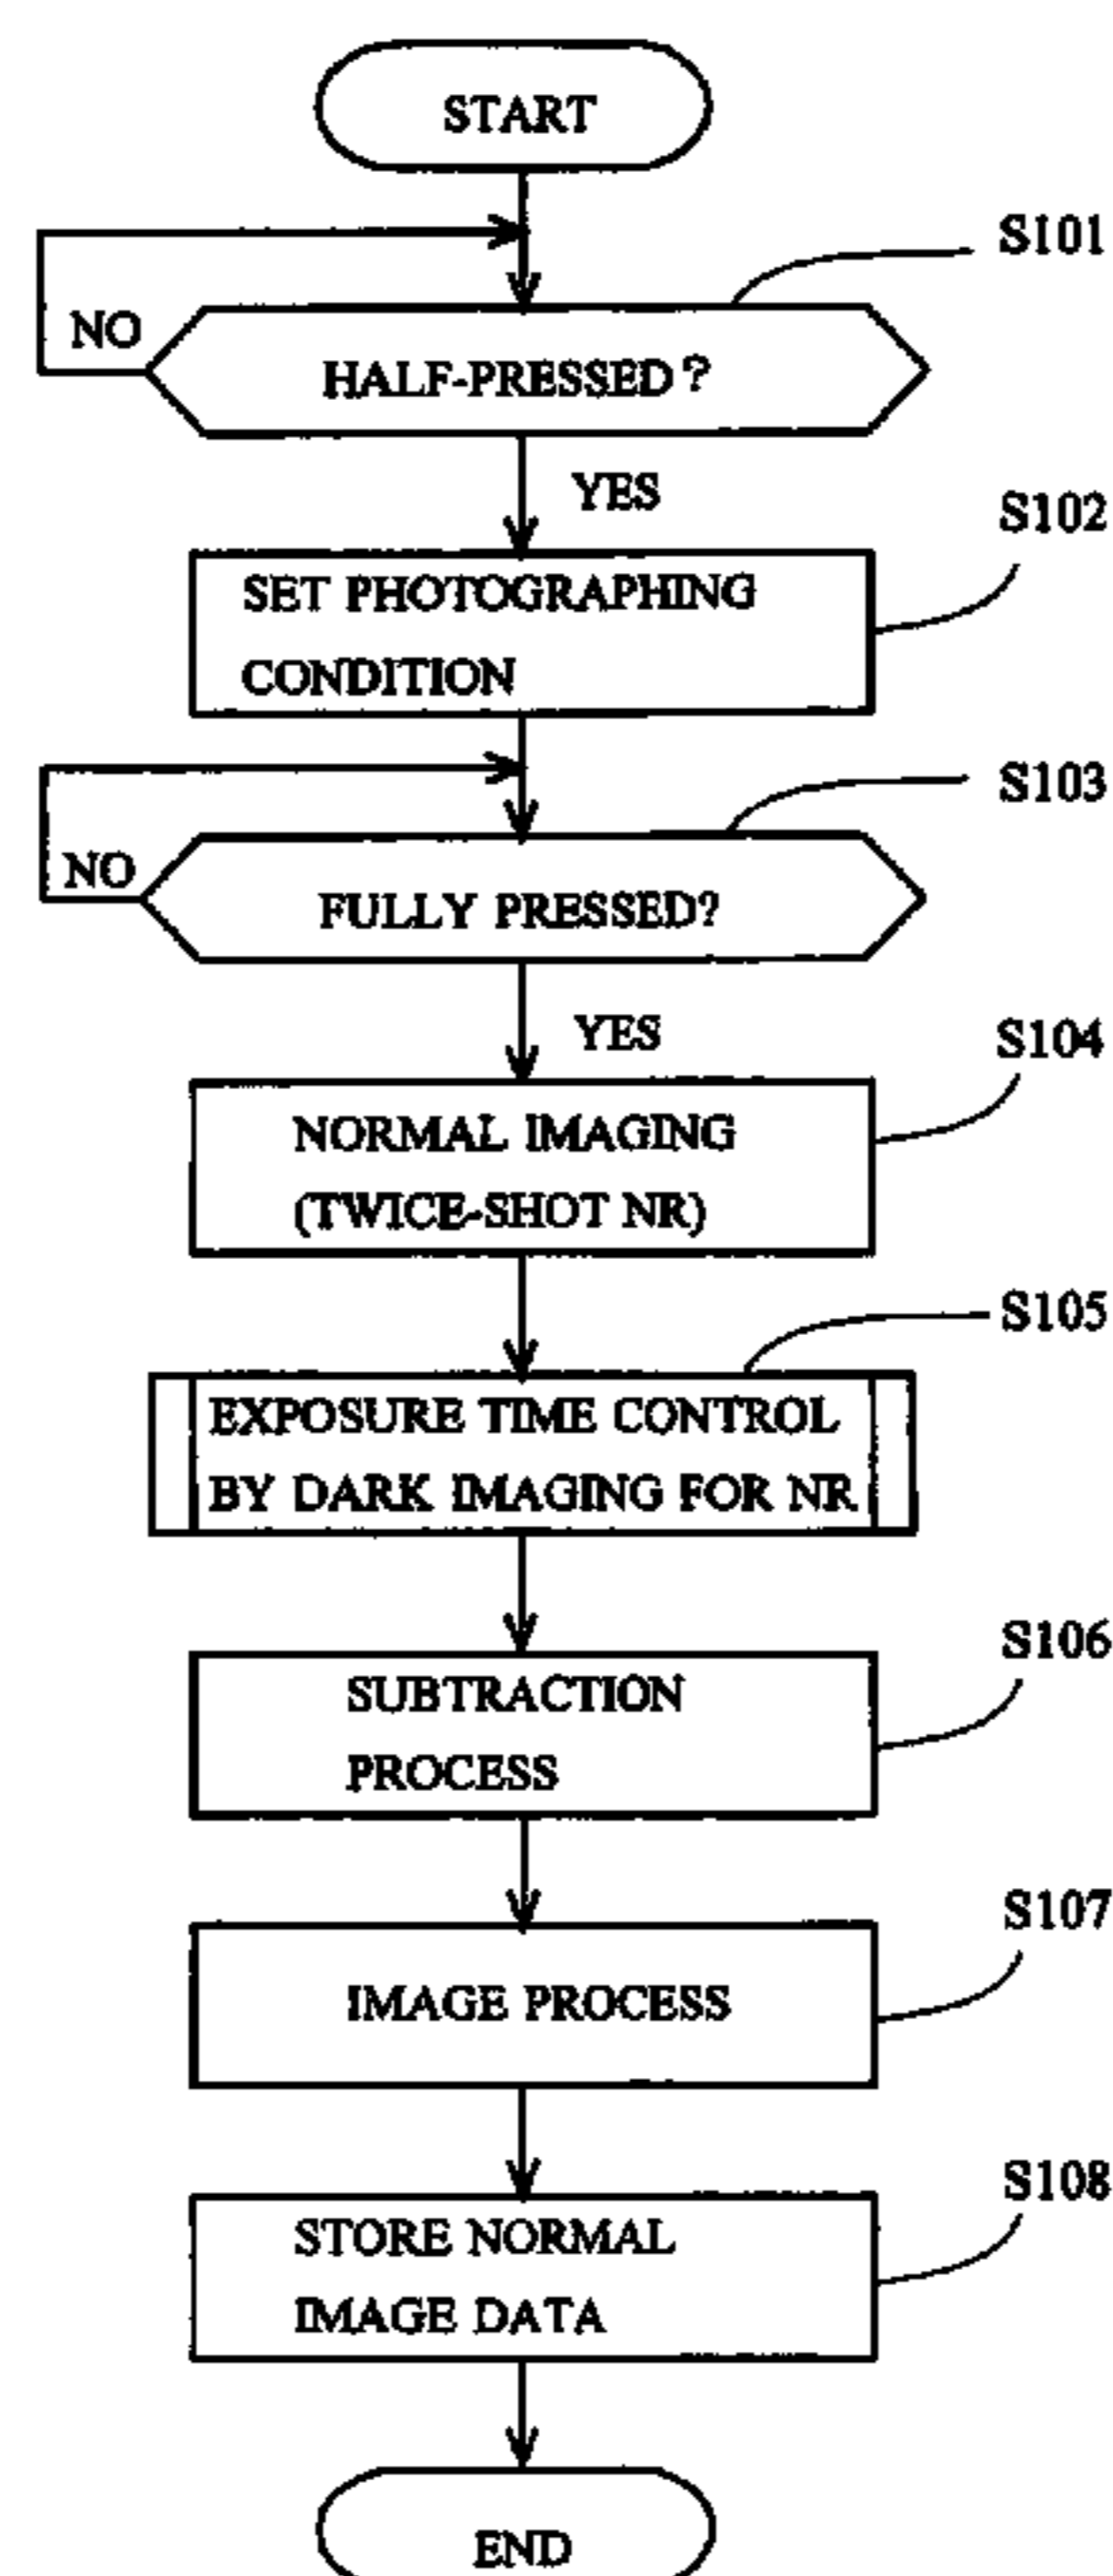 START
S101
NO
HALF-PRESSED?
YES
S102
SET PHOTOGRAPHING
CONDITION
S103
NO
FULLY PRESSED?
YES
S104
NORMAL IMAGING
(TWICE-SHOT NR)
S105
EXPOSURE TIME CONTROL
BY DARK IMAGING FOR NR
S106
SUBTRACTION
PROCESS
S107
IMAGE PROCESS
S108
STORE NORMAL
IMAGE DATA
END